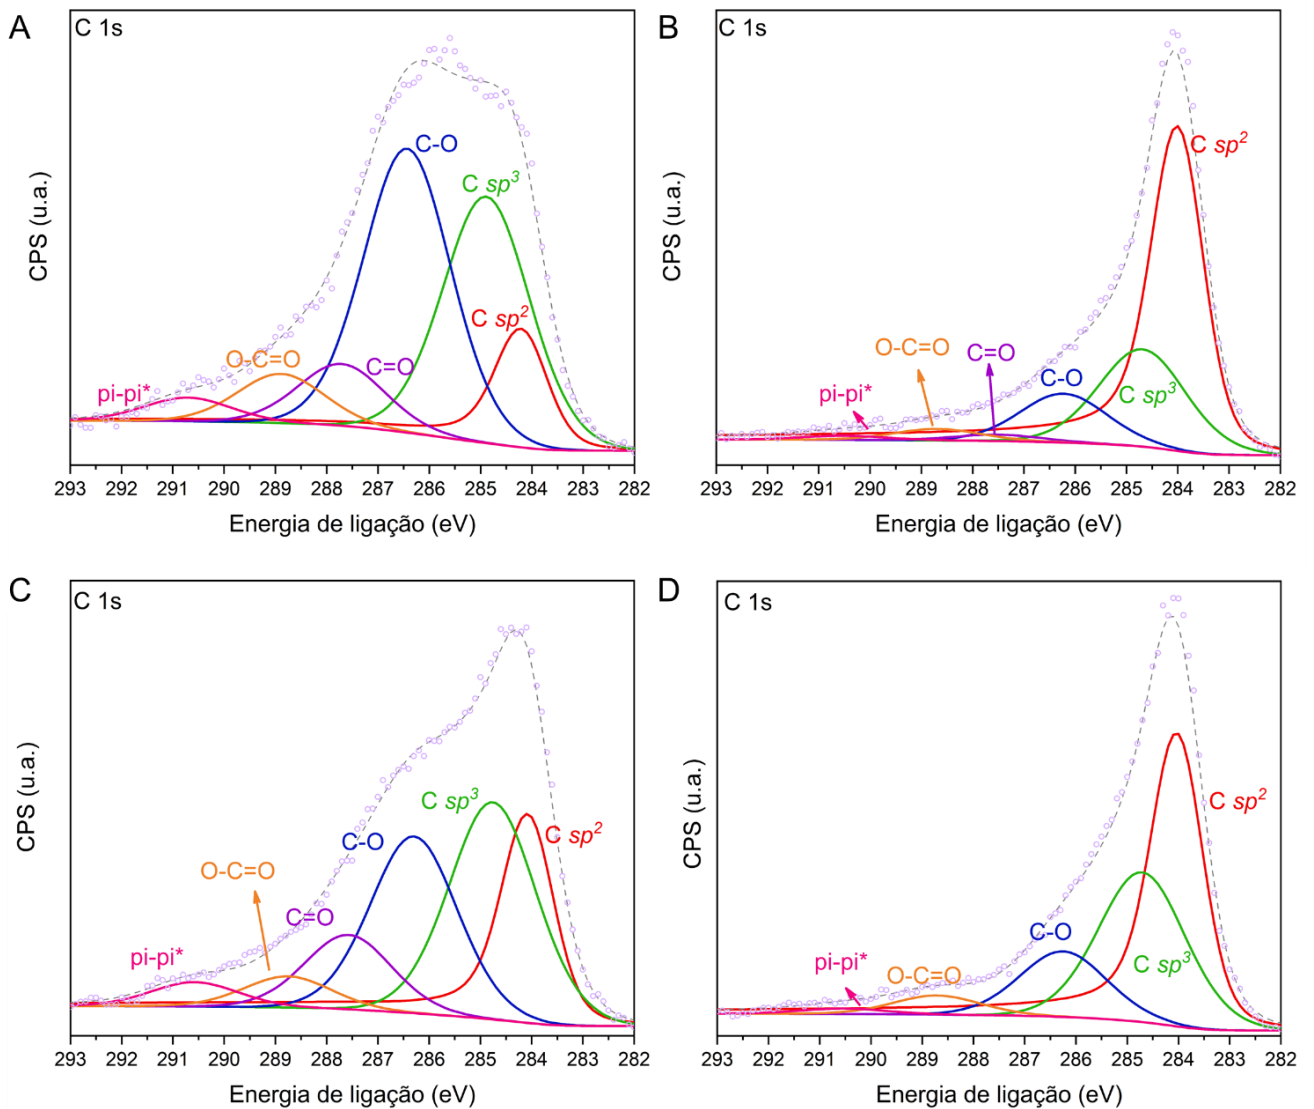 A
C 1s
C-O
C sp³
C sp²
O-C=O
C=O
pi-pi*
CPS (u.a.)
293 292 291 290 289 288 287 286 285 284 283 282
Energia de ligação (eV)
B
C 1s
C sp²
O-C=O
C=O
C-O
pi-pi*
C sp³
CPS (u.a.)
293 292 291 290 289 288 287 286 285 284 283 282
Energia de ligação (eV)
C
C 1s
C sp³
C-O
C sp²
O-C=O
C=O
pi-pi*
CPS (u.a.)
293 292 291 290 289 288 287 286 285 284 283 282
Energia de ligação (eV)
D
C 1s
C sp²
C-O
C sp³
pi-pi*
O-C=O
CPS (u.a.)
293 292 291 290 289 288 287 286 285 284 283 282
Energia de ligação (eV)